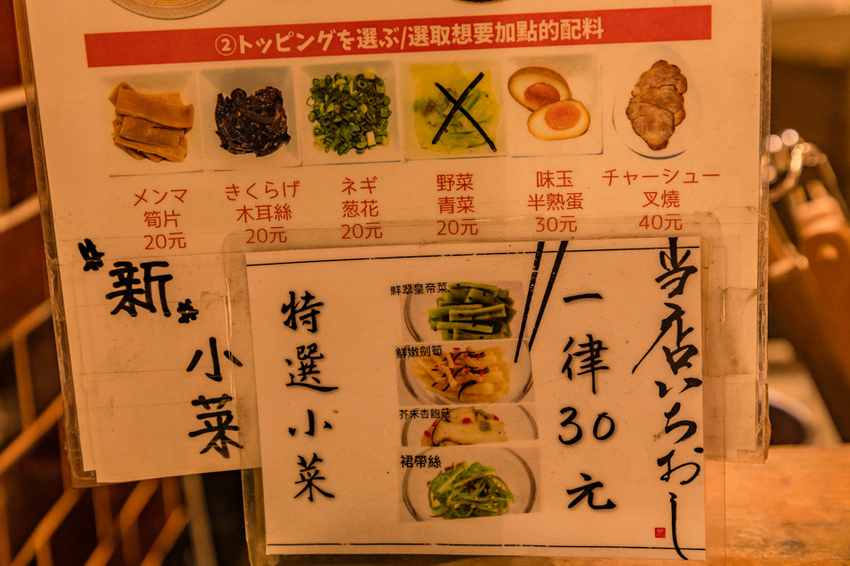 ②トッピングを選ぶ/選取想要加點的配料
メンマ
筍片
20元
きくらげ
木耳絲
20元
ネギ
葱花
20元
野菜
青菜
20元
味玉
半熟蛋
30元
チャーシュー
叉燒
40元
新
小菜
当店いちおし
一律30元
鮮翠皇帝菜
鮮嫩劍筍
芥末杏鮑菇
裙帶絲
特選小菜